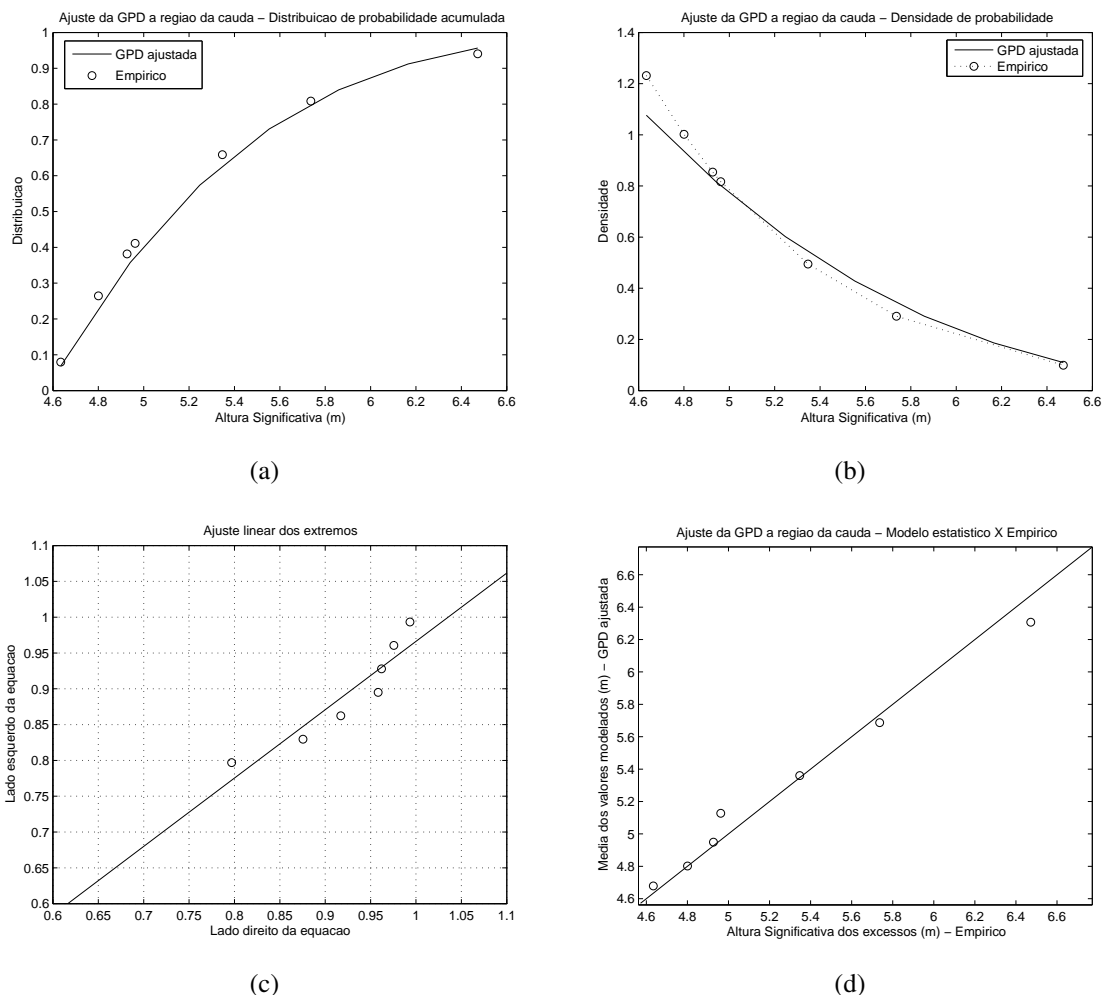 Ajuste da GPD a regiao da cauda – Distribuicao de probabilidade acumulada
1
0.9
0.8
0.7
0.6
0.5
0.4
0.3
0.2
0.1
0
Distribuicao
GPD ajustada
Empirico
4.6 4.8 5 5.2 5.4 5.6 5.8 6 6.2 6.4 6.6
Altura Significativa (m)
(a)
Ajuste da GPD a regiao da cauda – Densidade de probabilidade
1.4
1.2
1
0.8
0.6
0.4
0.2
0
Densidade
GPD ajustada
Empirico
4.6 4.8 5 5.2 5.4 5.6 5.8 6 6.2 6.4 6.6
Altura Significativa (m)
(b)
Ajuste linear dos extremos
1.1
1.05
1
0.95
0.9
0.85
0.8
0.75
0.7
0.65
0.6
Lado esquerdo da equacao
0.6 0.65 0.7 0.75 0.8 0.85 0.9 0.95 1 1.05 1.1
Lado direito da equacao
(c)
Ajuste da GPD a regiao da cauda – Modelo estatistico X Empirico
6.6
6.4
6.2
6
5.8
5.6
5.4
5.2
5
4.8
4.6
Media dos valores modelados (m) – GPD ajustada
4.6 4.8 5 5.2 5.4 5.6 5.8 6 6.2 6.4 6.6
Altura Significativa dos excessos (m) – Empirico
(d)